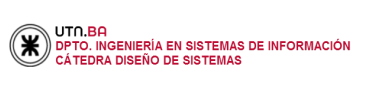 UTN.BA
DPTO. INGENIERÍA EN SISTEMAS DE INFORMACIÓN
CÁTEDRA DISEÑO DE SISTEMAS